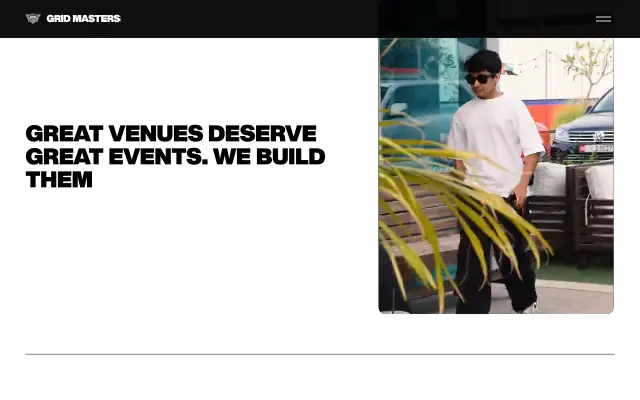 GRID MASTERS
GREAT VENUES DESERVE
GREAT EVENTS. WE BUILD
THEM